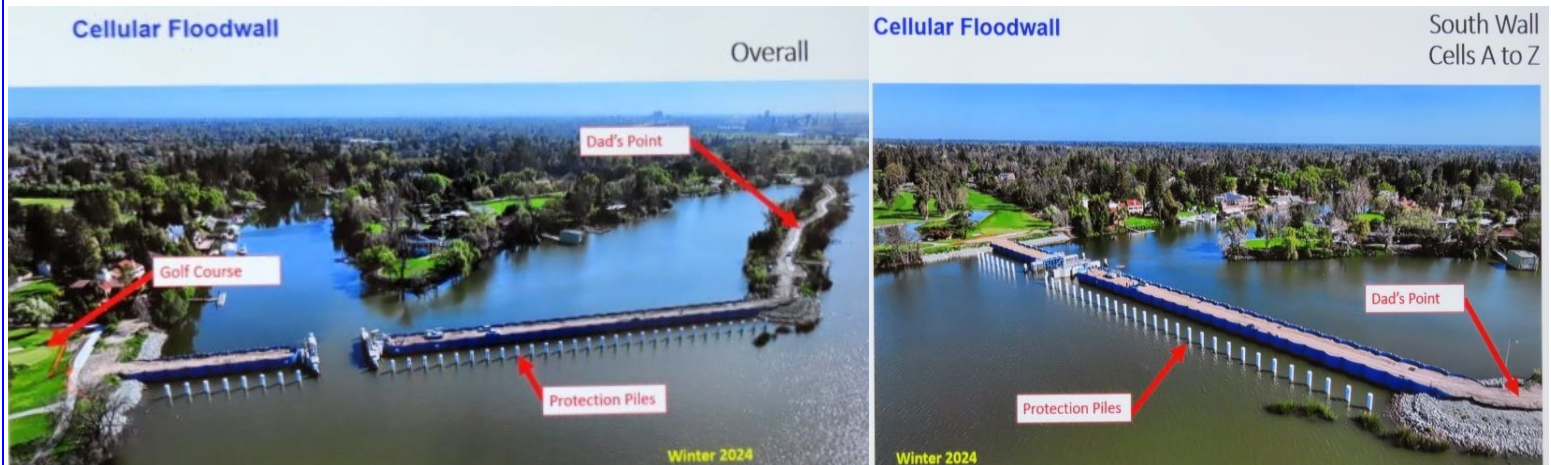 Cellular Floodwall
Overall
Dad's Point
Golf Course
Protection Piles
Winter 2024
Cellular Floodwall
South Wall
Cells A to Z
Dad's Point
Protection Piles
Winter 2024